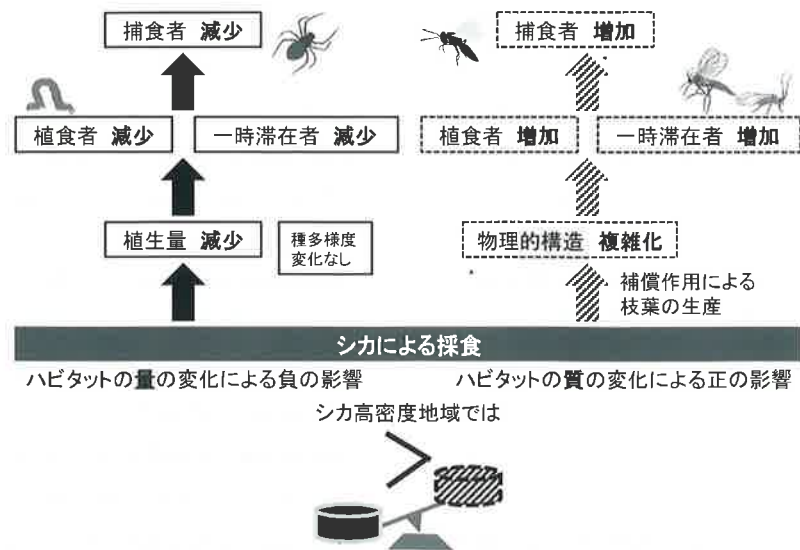 捕食者 減少
捕食者 増加
植食者 減少
一時滞在者 減少
植食者 増加
一時滞在者 増加
植生量 減少
種多様度
変化なし
物理的構造 複雑化
補償作用による
枝葉の生産
シカによる採食
ハビタットの量の変化による負の影響
ハビタットの質の変化による正の影響
シカ高密度地域では